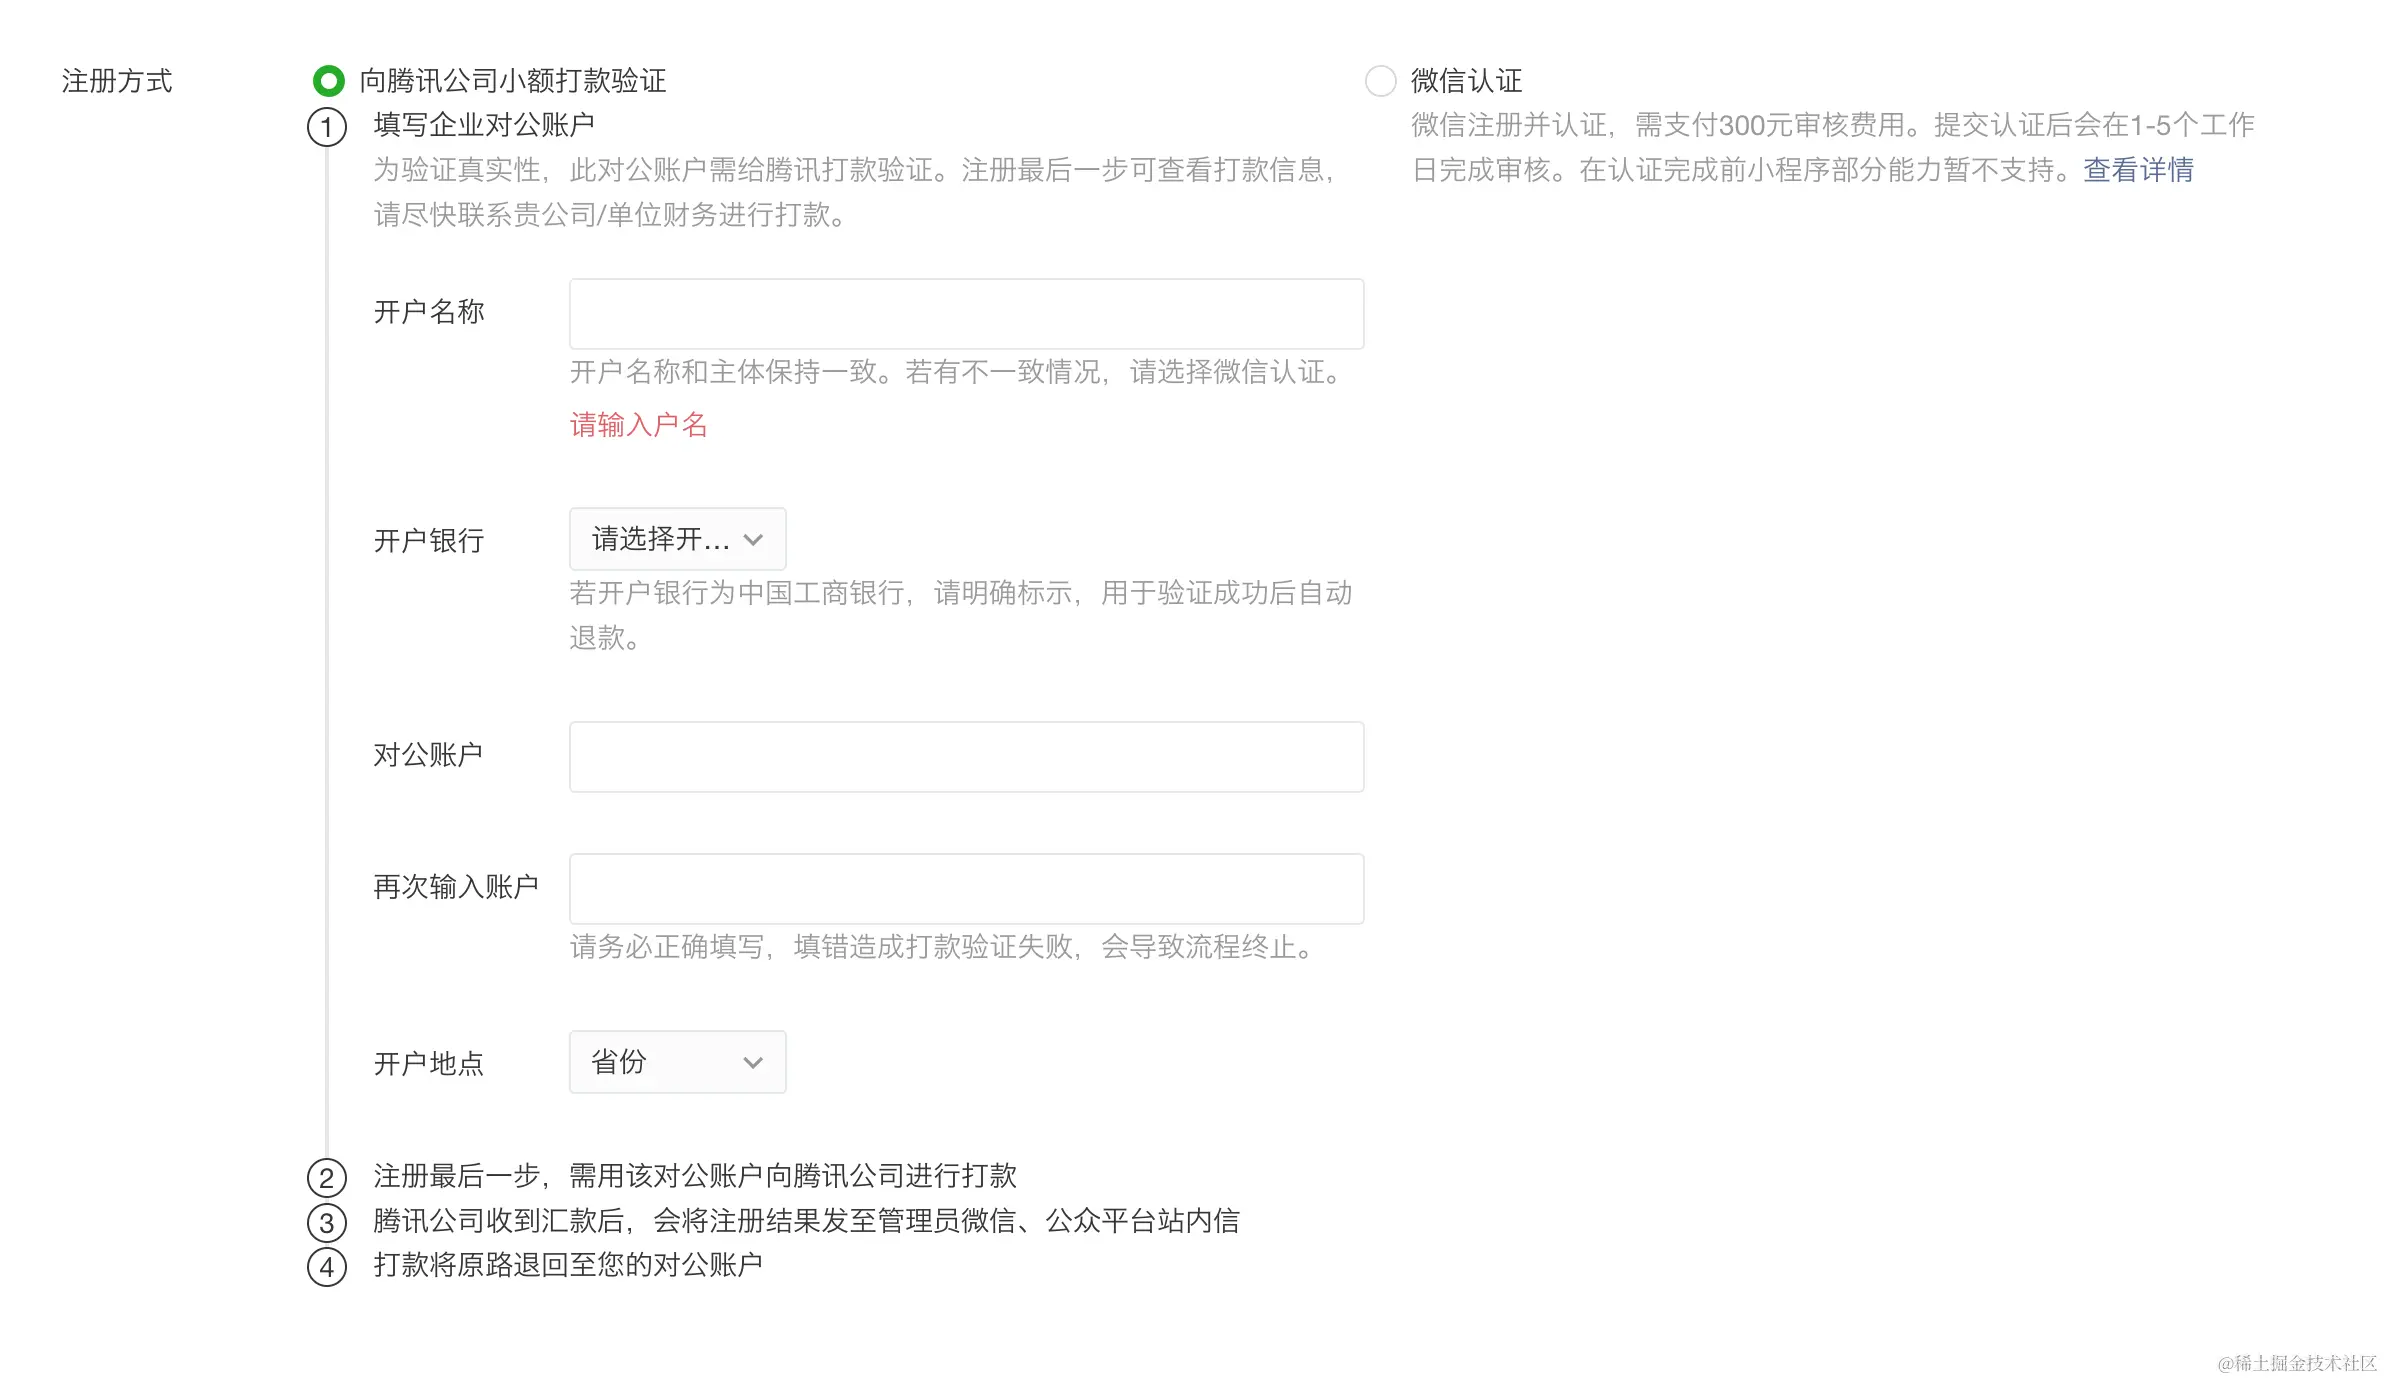 注册方式
向腾讯公司小额打款验证
① 填写企业对公账户
为验证真实性，此对公账户需给腾讯打款验证。注册最后一步可查看打款信息，
请尽快联系贵公司/单位财务进行打款。
开户名称
开户名称和主体保持一致。若有不一致情况，请选择微信认证。
请输入户名
开户银行
请选择开...
若开户银行为中国工商银行，请明确标示，用于验证成功后自动
退款。
对公账户
再次输入账户
请务必正确填写，填错造成打款验证失败，会导致流程终止。
开户地点
省份
② 注册最后一步，需用该对公账户向腾讯公司进行打款
③ 腾讯公司收到汇款后，会将注册结果发至管理员微信、公众平台站内信
④ 打款将原路退回至您的对公账户
微信认证
微信注册并认证，需支付300元审核费用。提交认证后会在1-5个工作
日完成审核。在认证完成前小程序部分能力暂不支持。查看详情
@稀土掘金技术社区